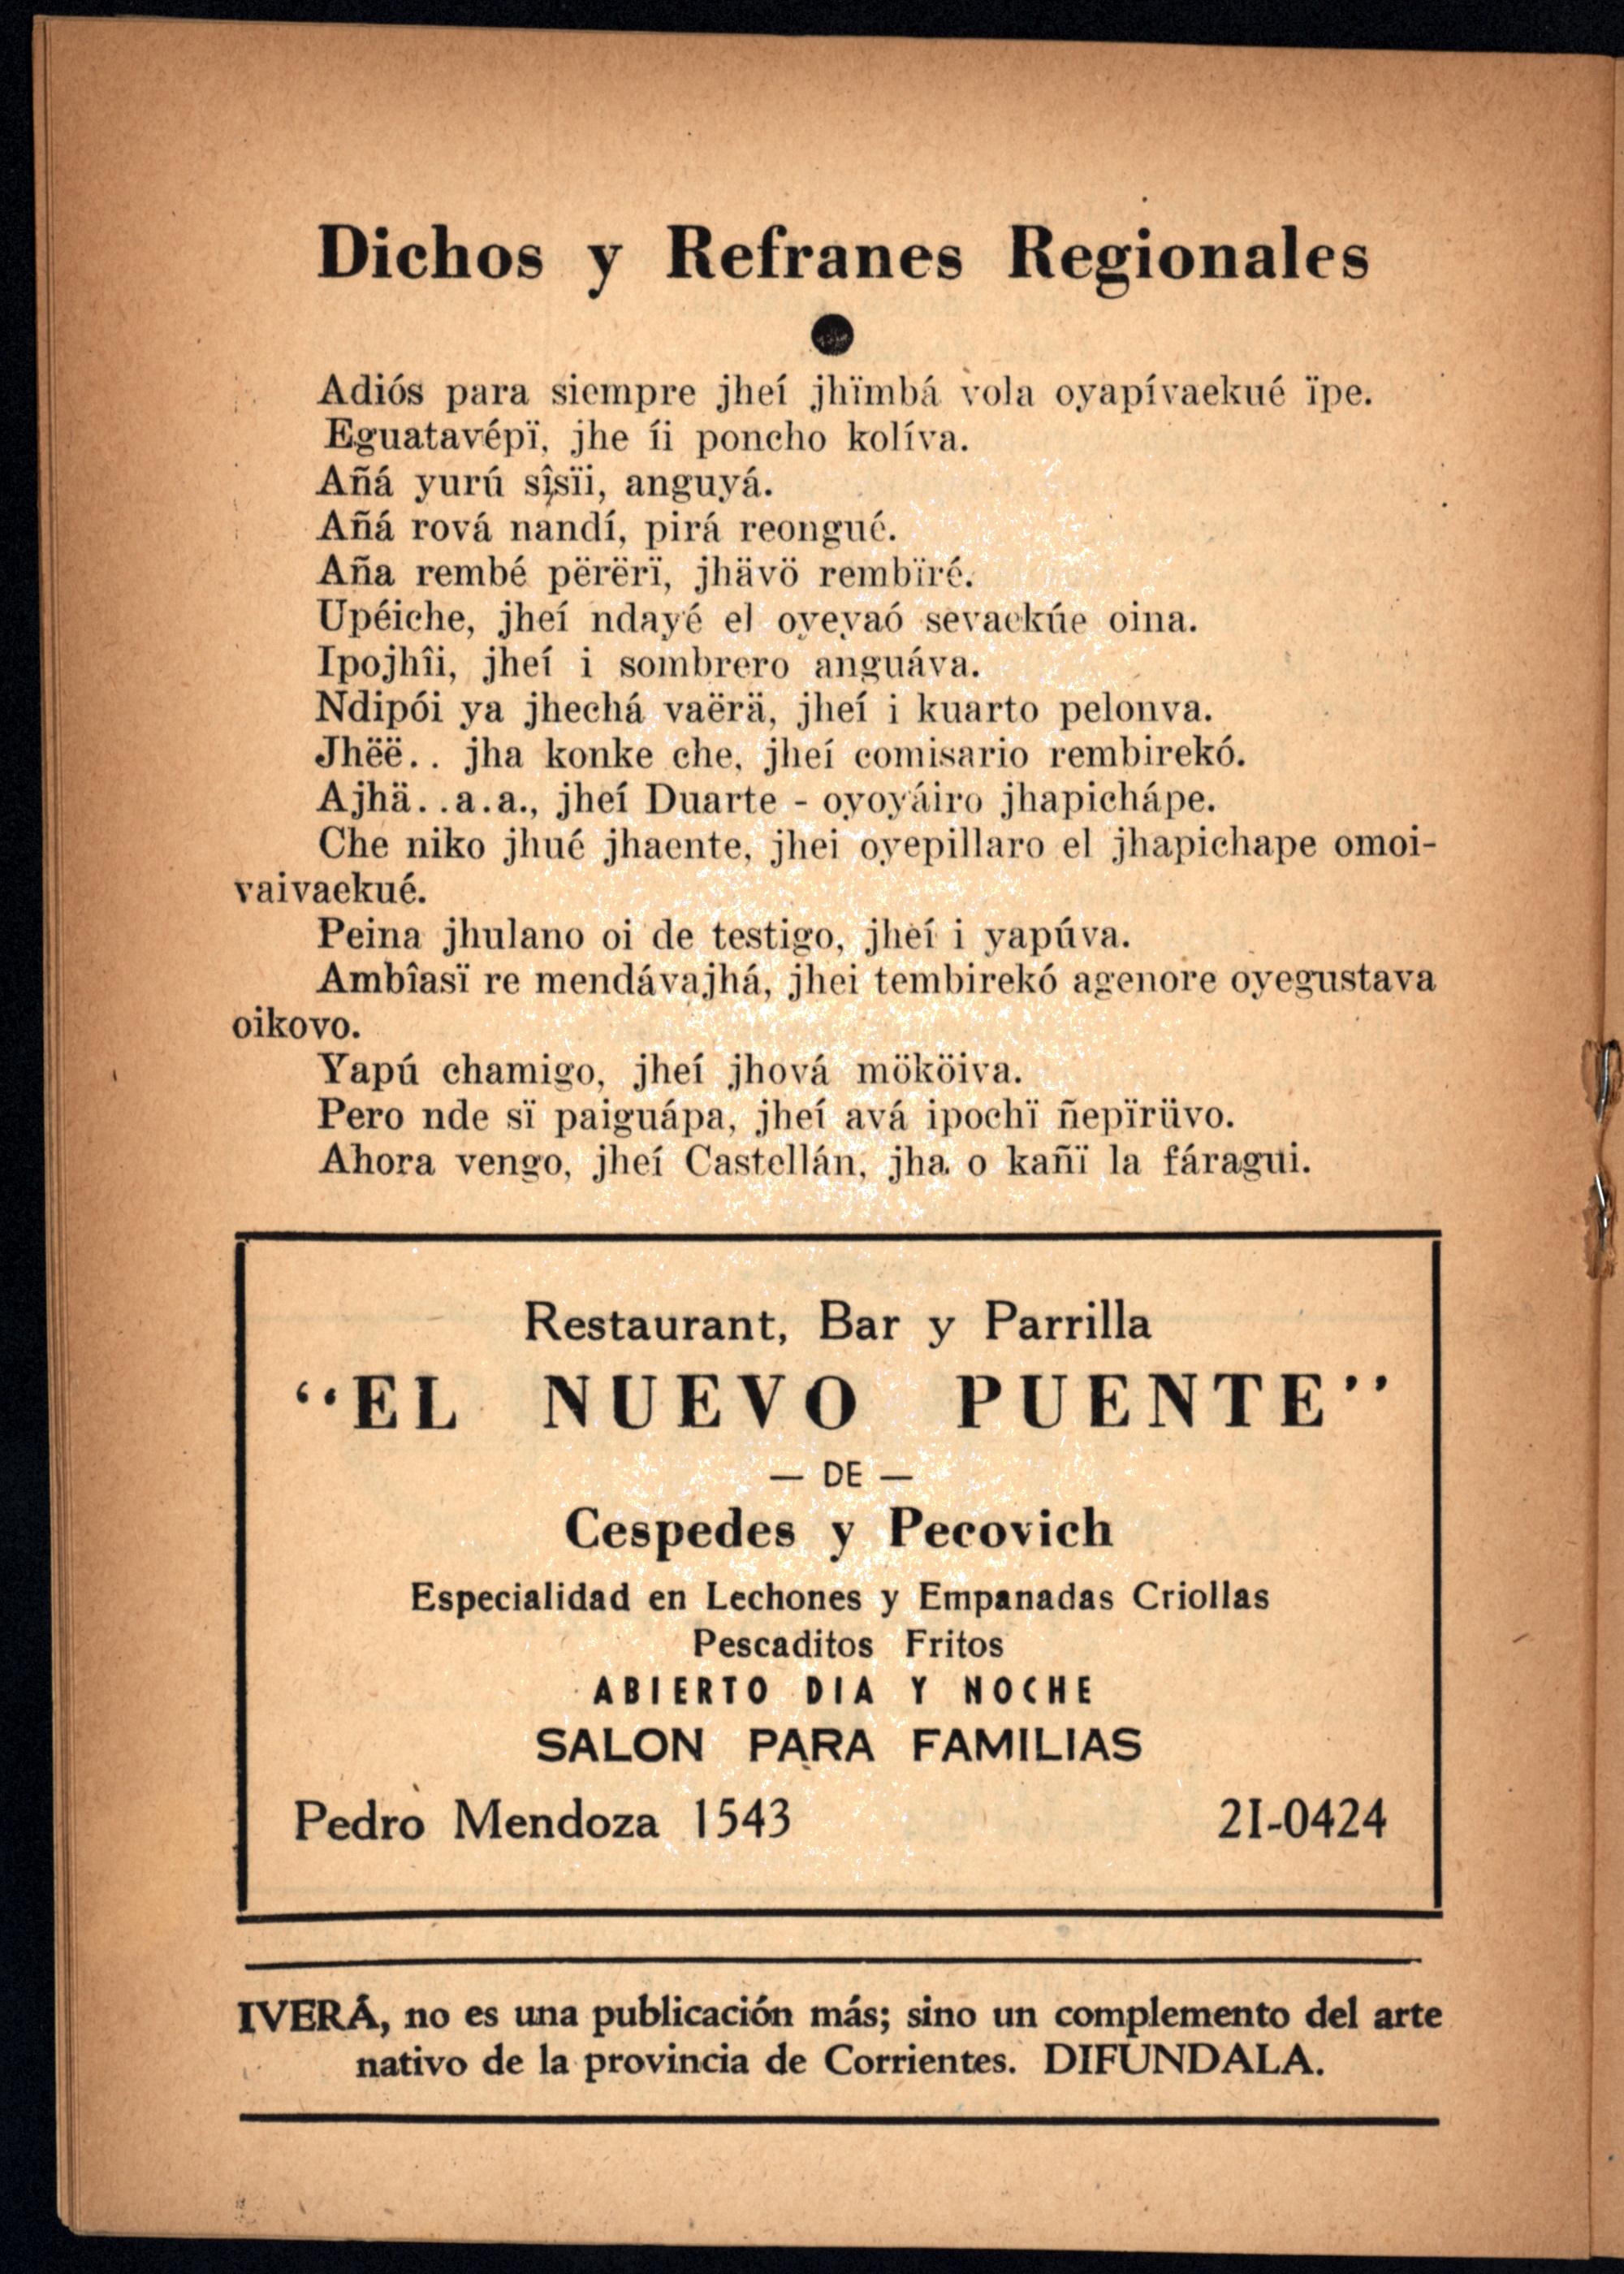 Dichos y Refranes Regionales
Adiós para siempre jheí jhïmbá vola oyapívaekué ïpe.
Eguatavépï, jhe íi poncho kolíva.
Añá yurú sîsïi, anguyá.
Añá rová nandí, pirá reongué.
Aña rembé përërï, jhävö rembïré.
Upéiche, jheí ndayé el oyeyaó sevaekúe oina.
Ipojhîi, jheí i sombrero anguáva.
Ndipói ya jhechá vaërä, jheí i kuarto pelonva.
Jhëë.. jha konke che, jheí comisario rembirekó.
Ajhä..a.a., jheí Duarte - oyoyáiro jhapichápe.
Che niko jhué jhaente, jhei oyepillaro el jhapichape omoi-
vaivaekué.
Peina jhulano oi de testigo, jheí i yapúva.
Ambîasï re mendávajhá, jhei tembirekó agenore oyegustava
oikovo.
Yapú chamigo, jheí jhová mököiva.
Pero nde sï paiguápa, jheí avá ipochï ñepïrüvo.
Ahora vengo, jheí Castellán, jha o kañï la fáragui.
Restaurant, Bar y Parrilla
“EL NUEVO PUENTE”
— DE —
Cespedes y Pecovich
Especialidad en Lechones y Empanadas Criollas
Pescaditos Fritos
ABIERTO DIA Y NOCHE
SALON PARA FAMILIAS
Pedro Mendoza 1543 21-0424
IVERÁ, no es una publicación más; sino un complemento del arte
nativo de la provincia de Corrientes. DIFUNDALA.